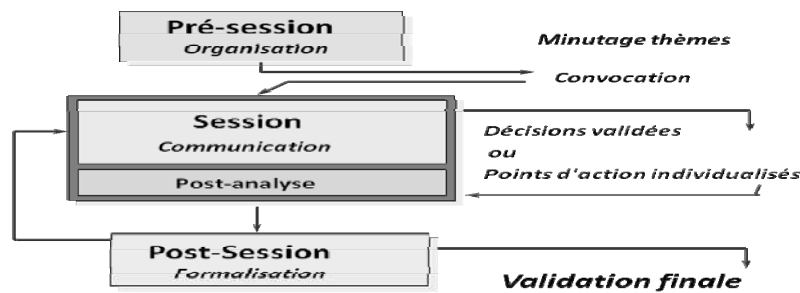 Pré-session
Organisation
Minutage thèmes
Convocation
Session
Communication
Décisions validées
ou
Points d'action individualisés
Post-analyse
Post-Session
Formalisation
Validation finale